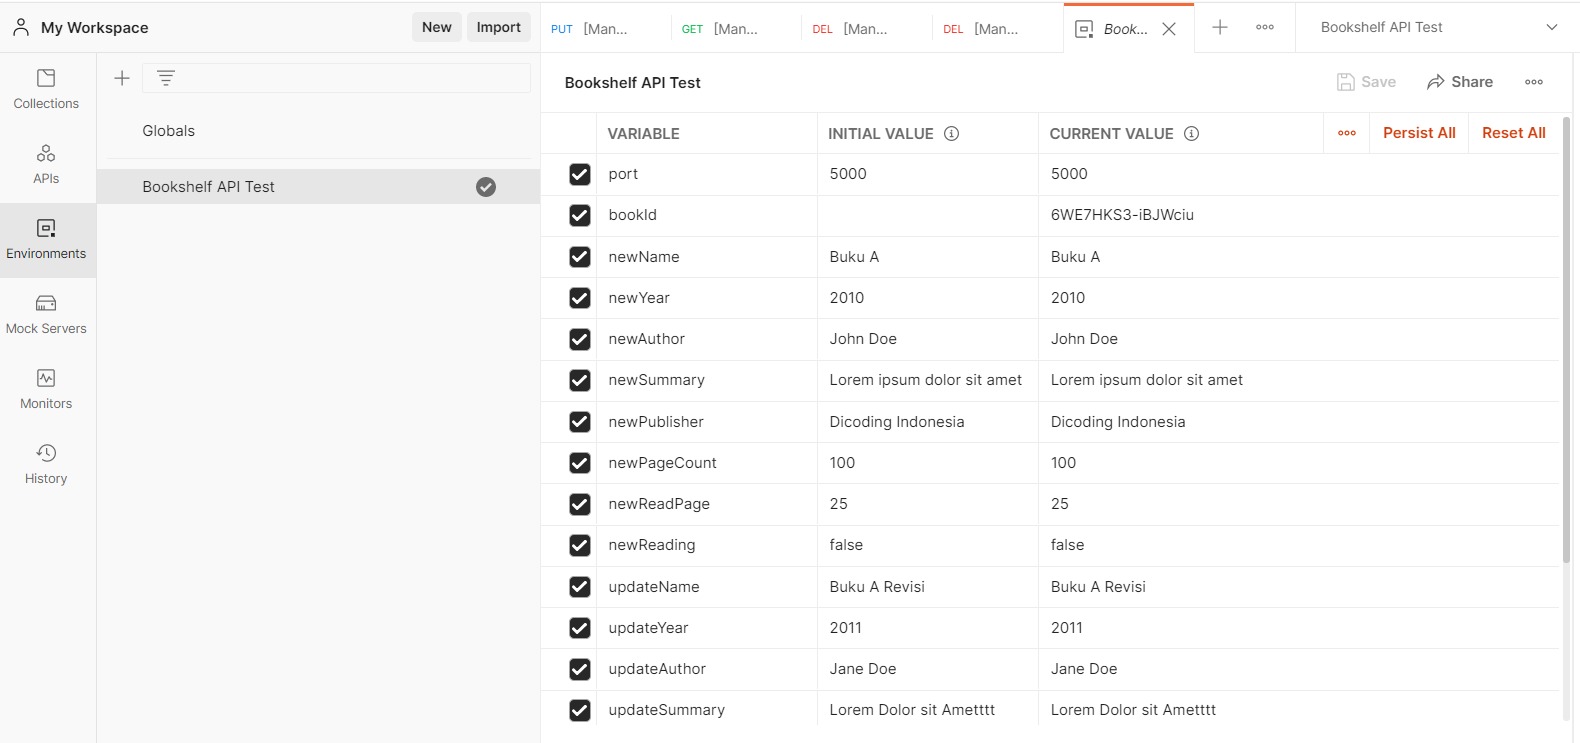 My Workspace New Import PUT [Man... GET [Man... DEL [Man... DEL [Man... Book... Bookshelf API Test
Collections
APIs
Environments
Mock Servers
Monitors
History
Globals
Bookshelf API Test
Bookshelf API Test Save Share
VARIABLE INITIAL VALUE CURRENT VALUE Persist All Reset All
port 5000 5000
bookId 6WE7HKS3-iBJWciu
newName Buku A Buku A
newYear 2010 2010
newAuthor John Doe John Doe
newSummary Lorem ipsum dolor sit amet Lorem ipsum dolor sit amet
newPublisher Dicoding Indonesia Dicoding Indonesia
newPageCount 100 100
newReadPage 25 25
newReading false false
updateName Buku A Revisi Buku A Revisi
updateYear 2011 2011
updateAuthor Jane Doe Jane Doe
updateSummary Lorem Dolor sit Ametttt Lorem Dolor sit Ametttt